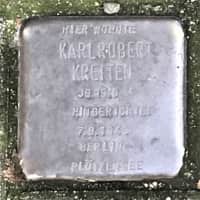 HIER WOHNTE
KARLROBERT
KREITEN
JG. 1916
HINGERICHTET
7.9.1943
BERLIN
PLÖTZENSEE